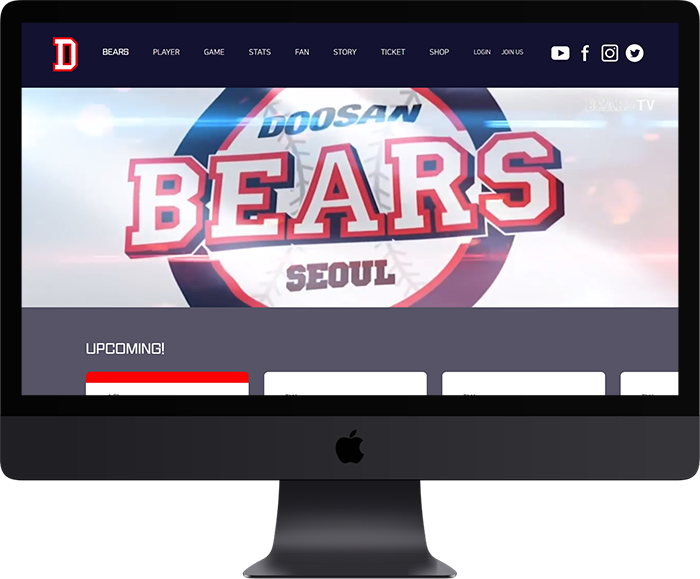 D
BEARS PLAYER GAME STATS FAN STORY TICKET SHOP LOGIN JOIN US
BEARS TV
DOOSAN
BEARS
SEOUL
UPCOMING!